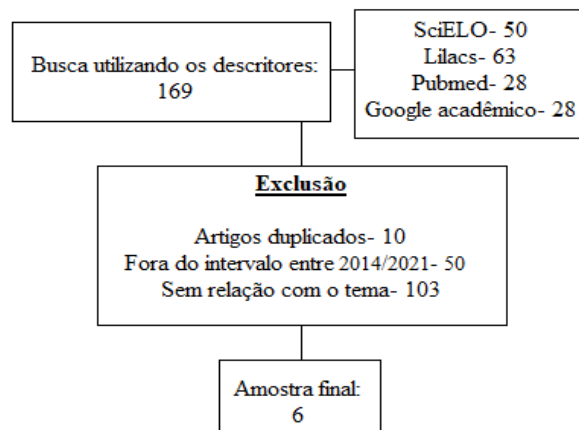 Busca utilizando os descritores:
169
SciELO- 50
Lilacs- 63
Pubmed- 28
Google acadêmico- 28
Exclusão
Artigos duplicados- 10
Fora do intervalo entre 2014/2021- 50
Sem relação com o tema- 103
Amostra final:
6